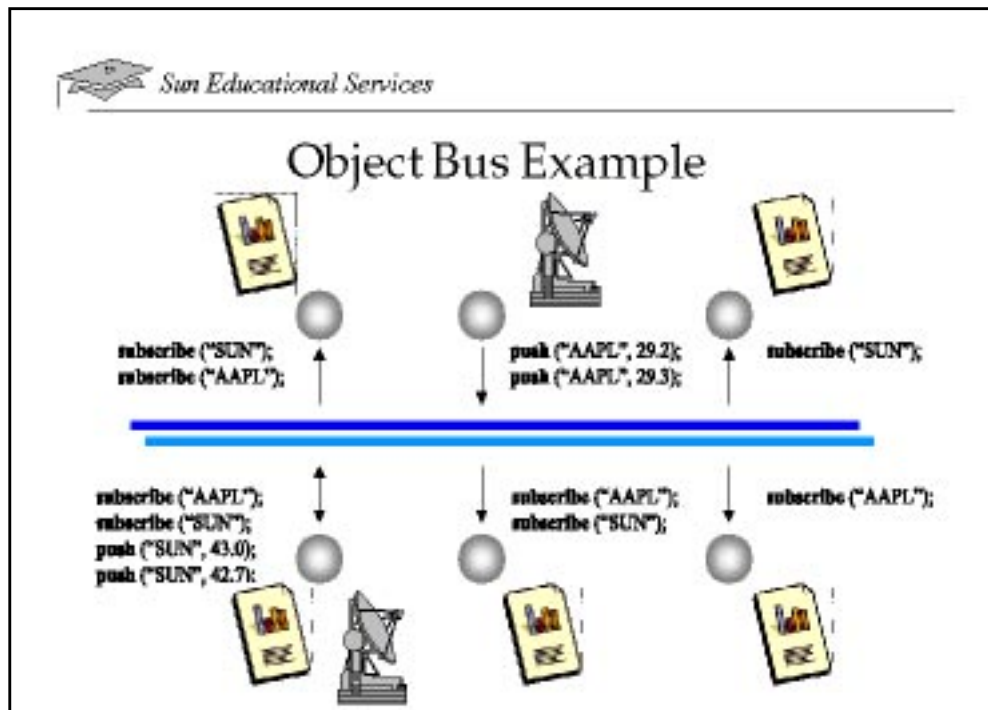 Sun Educational Services
Object Bus Example
subscribe ("SUN");
subscribe ("AAPL");
push ("AAPL", 29.2);
push ("AAPL", 29.3);
subscribe ("SUN");
subscribe ("AAPL");
subscribe ("SUN");
push ("SUN", 43.0);
push ("SUN", 42.7);
subscribe ("AAPL");
subscribe ("SUN");
subscribe ("AAPL");